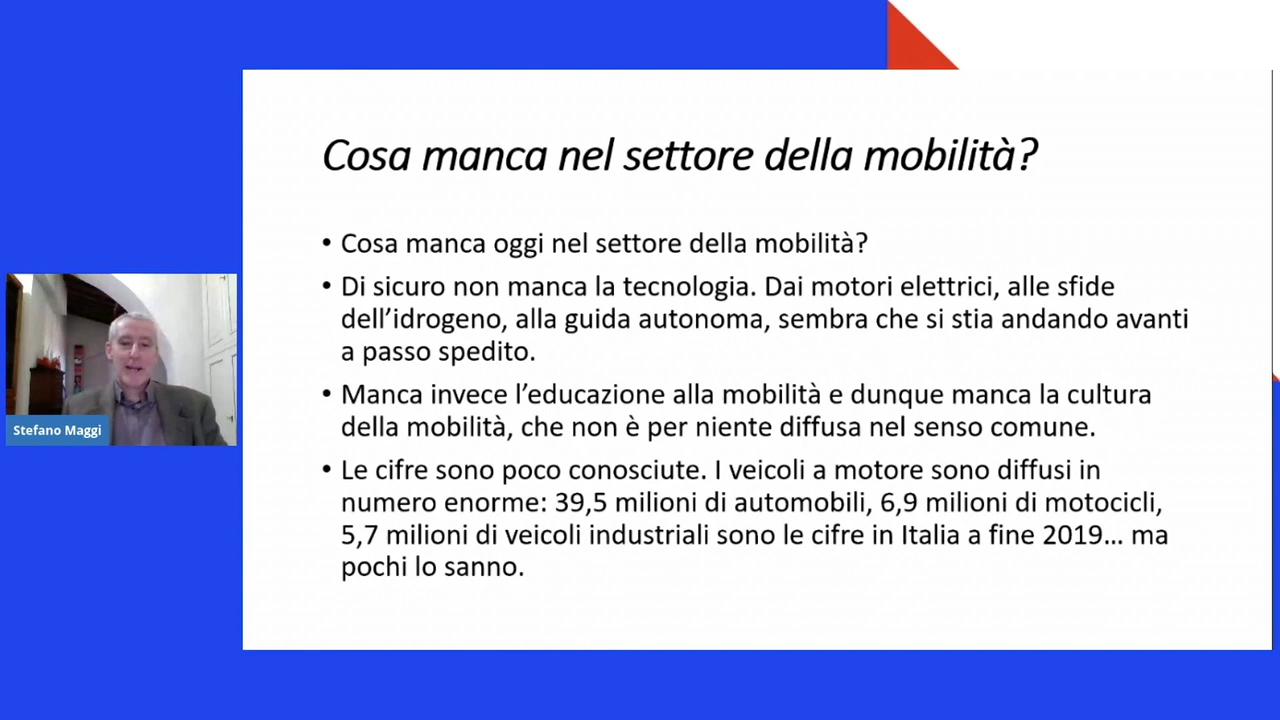 Cosa manca nel settore della mobilità?
• Cosa manca oggi nel settore della mobilità?
• Di sicuro non manca la tecnologia. Dai motori elettrici, alle sfide
dell’idrogeno, alla guida autonoma, sembra che si stia andando avanti
a passo spedito.
• Manca invece l’educazione alla mobilità e dunque manca la cultura
della mobilità, che non è per niente diffusa nel senso comune.
• Le cifre sono poco conosciute. I veicoli a motore sono diffusi in
numero enorme: 39,5 milioni di automobili, 6,9 milioni di motocicli,
5,7 milioni di veicoli industriali sono le cifre in Italia a fine 2019… ma
pochi lo sanno.
Stefano Maggi